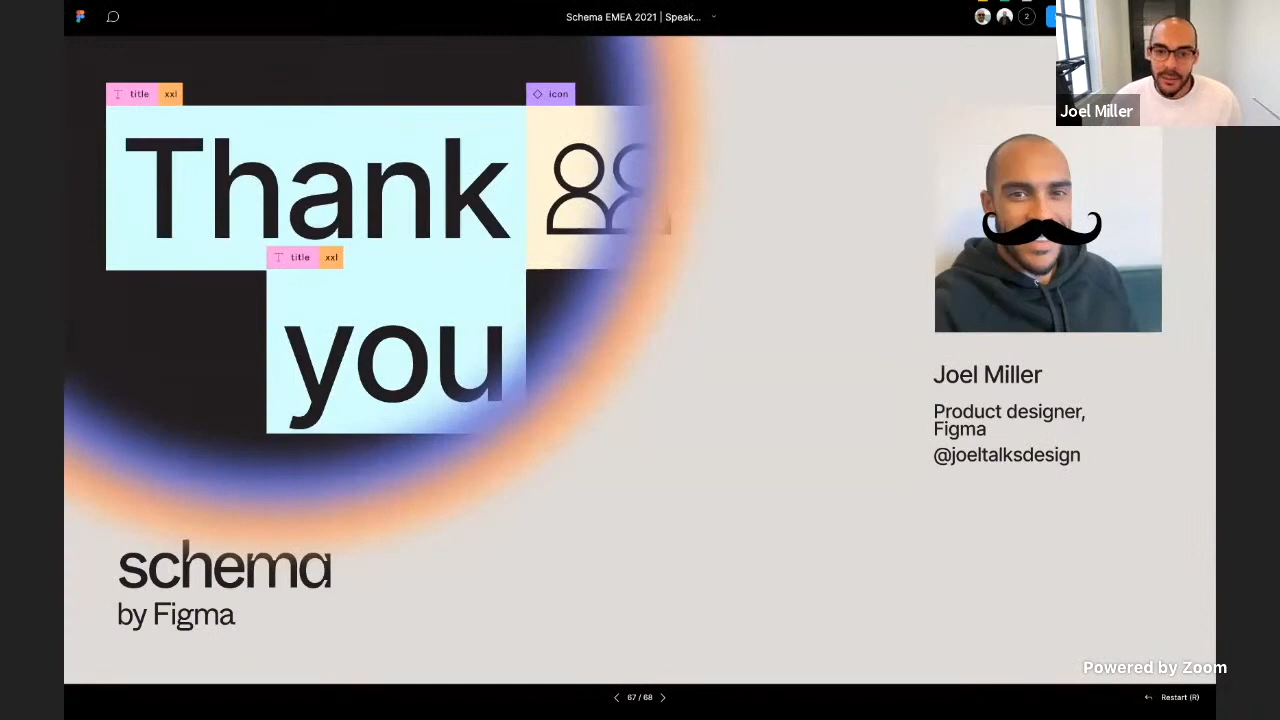 Schema EMEA 2021 | Speak...
2
Joel Miller
title xxl
icon
Thank
title xxl
you
Joel Miller
Product designer,
Figma
@joeltalksdesign
schema
by Figma
Powered by Zoom
67 / 68
Restart (R)